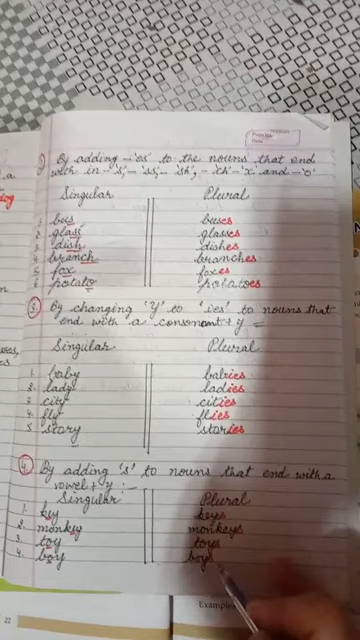 By adding -'es' to the nouns that end
with in -'s', -'ss', -'sh', -'ch' -'x' and -'o'
Singular Plural
1. bus buses
2. glass glasses
3. dish dishes
4. branch branches
5. fox foxes
6. potato potatoes
3. By changing 'Y' to 'ies' to nouns that
end with a consonant + y =
Singular Plural
1. baby babies
2. lady ladies
3. city cities
4. fly flies
5. story stories
4. By adding 's' to nouns that end with a
vowel + y :-
Singular Plural
1. key keys
2. monkey monkeys
3. toy toys
4. boy boys
22
Example